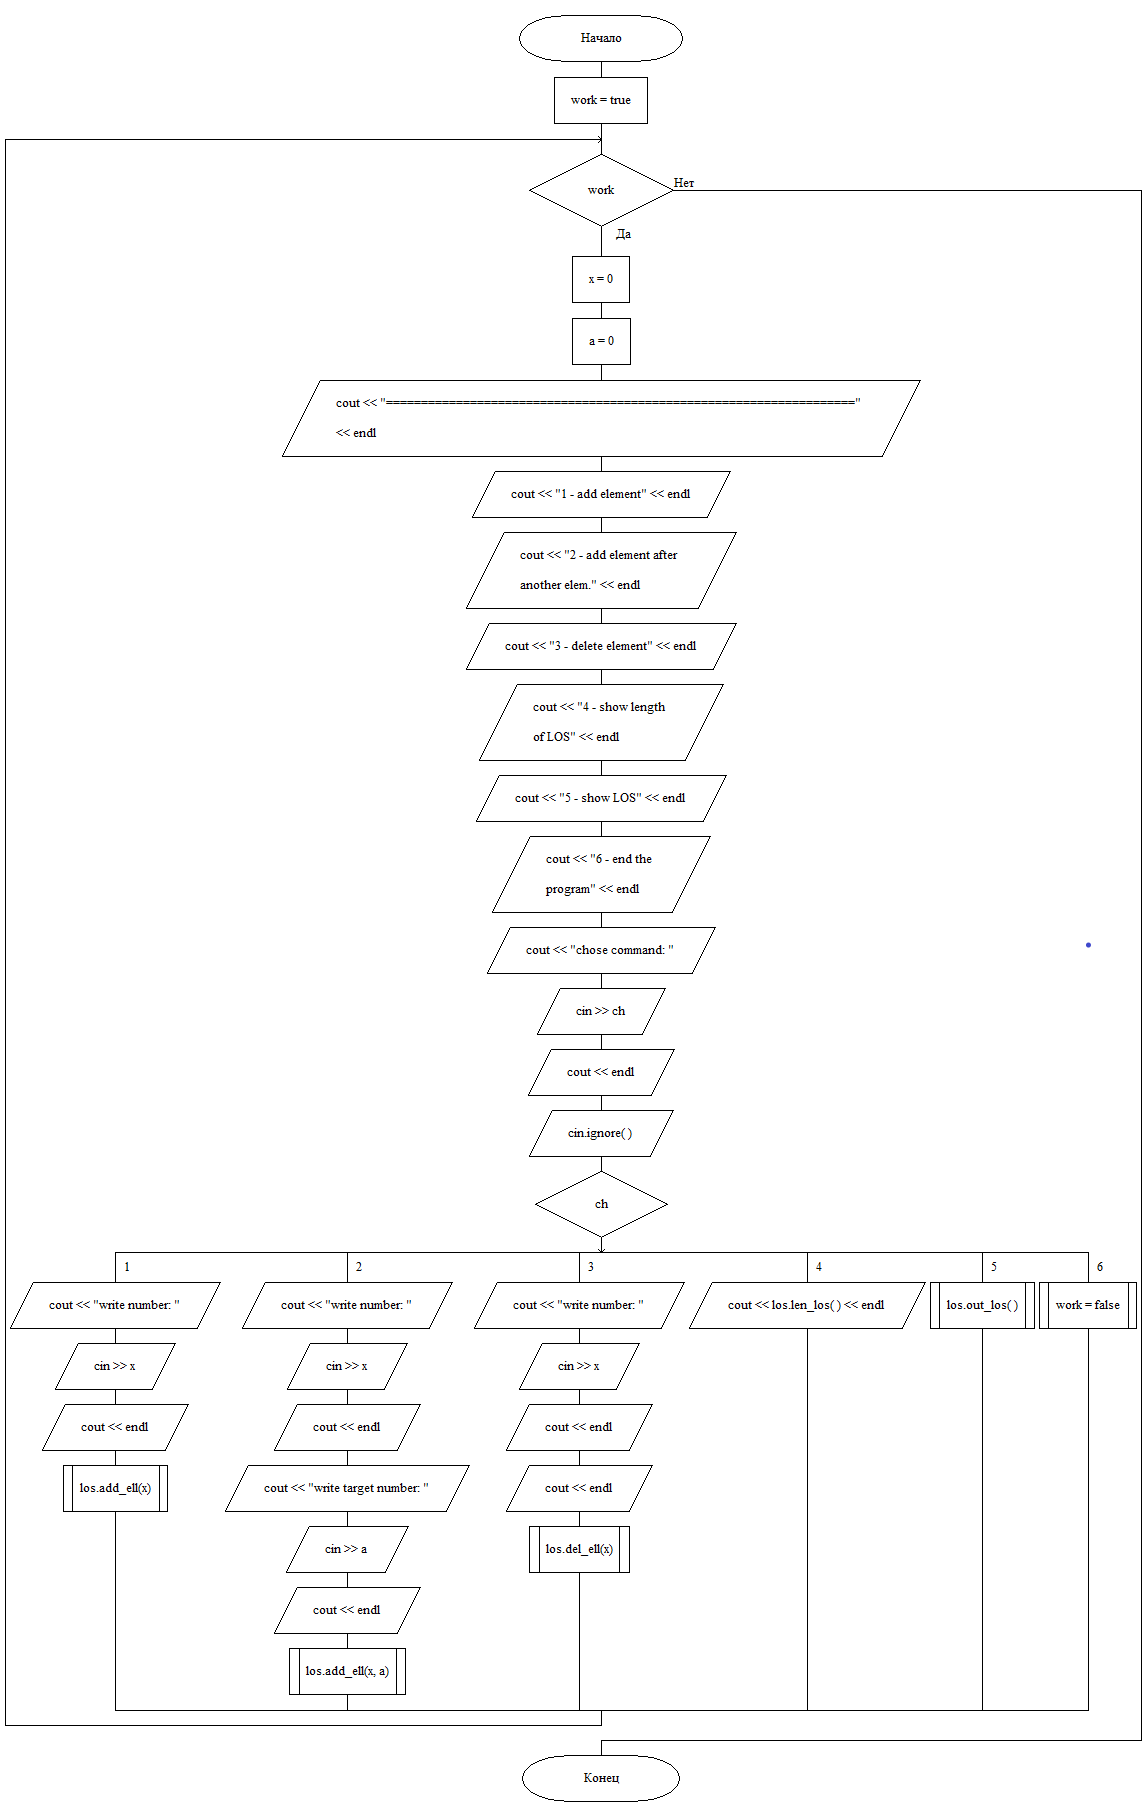 Начало
work = true
work
Нет
Да
x = 0
a = 0
cout << "==================================================================="
<< endl
cout << "1 - add element" << endl
cout << "2 - add element after
another elem." << endl
cout << "3 - delete element" << endl
cout << "4 - show length
of LOS" << endl
cout << "5 - show LOS" << endl
cout << "6 - end the
program" << endl
cout << "chose command: "
cin >> ch
cout << endl
cin.ignore( )
ch
1
cout << "write number: "
cin >> x
cout << endl
los.add_ell(x)
2
cout << "write number: "
cin >> x
cout << endl
cout << "write target number: "
cin >> a
cout << endl
los.add_ell(x, a)
3
cout << "write number: "
cin >> x
cout << endl
cout << endl
los.del_ell(x)
4
cout << los.len_los( ) << endl
5
los.out_los( )
6
work = false
Конец